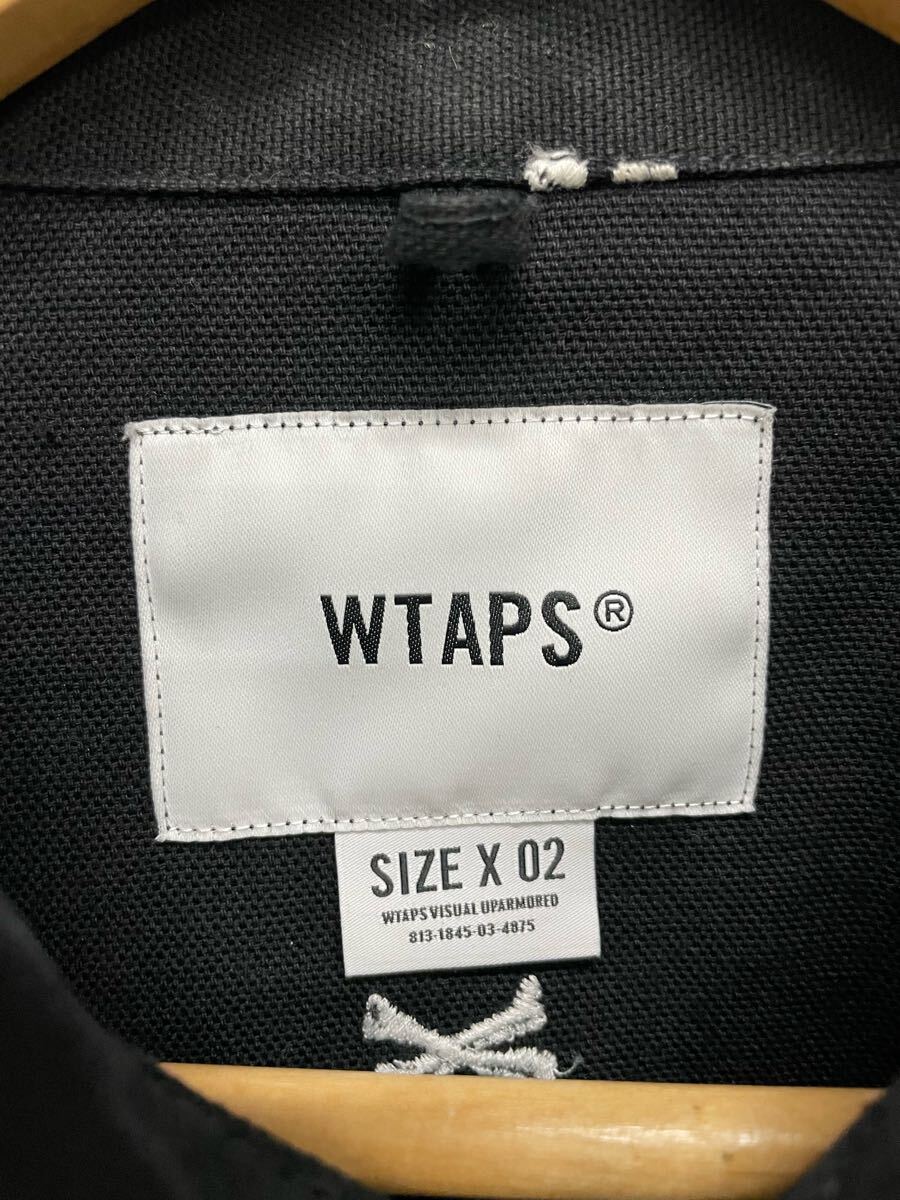 WTAPS®
SIZE X 02
WTAPS VISUAL UPARMORED
813-1845-03-4875